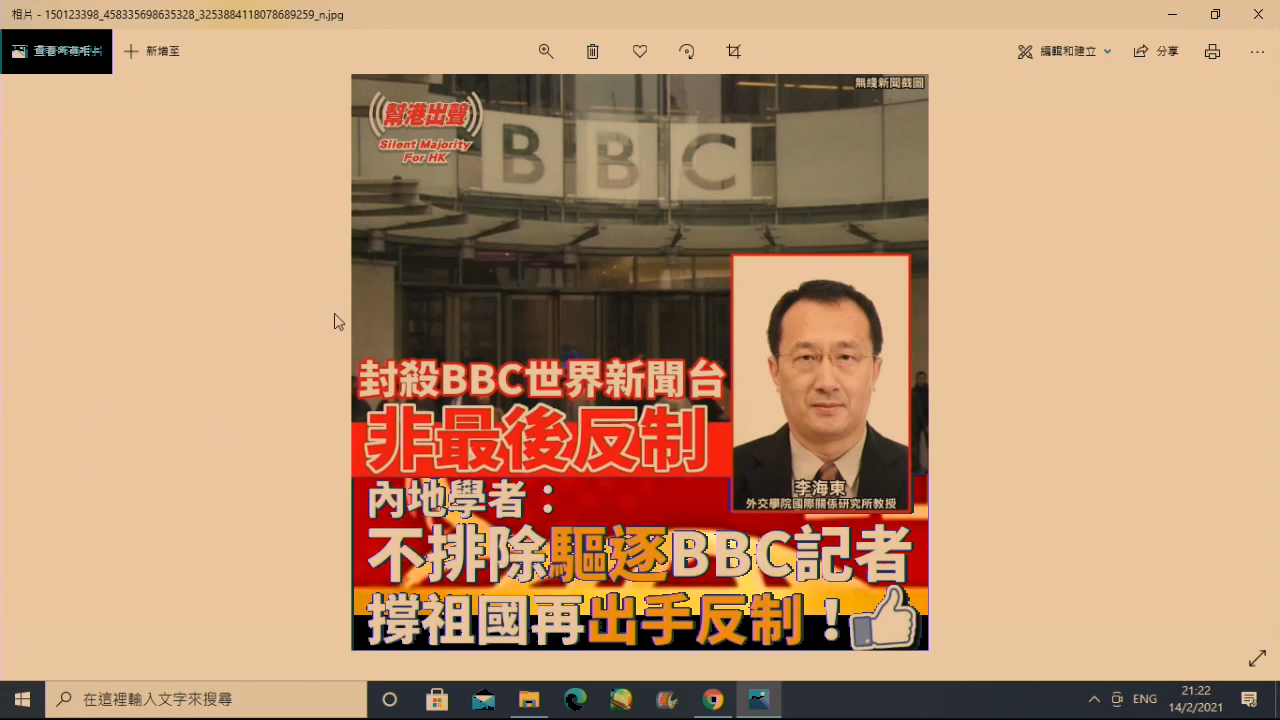 相片 - 150123398_458335698635328_3253884118078689259_n.jpg
查看所有相片
新增至
編輯和建立
分享
無綫新聞截圖
幫港出聲
Silent Majority
For HK
BBC
封殺BBC世界新聞台
非最後反制
李海東
外交學院國際關係研究所教授
內地學者：
不排除驅逐BBC記者
撐祖國再出手反制！
在這裡輸入文字來搜尋
ENG
21:22
14/2/2021